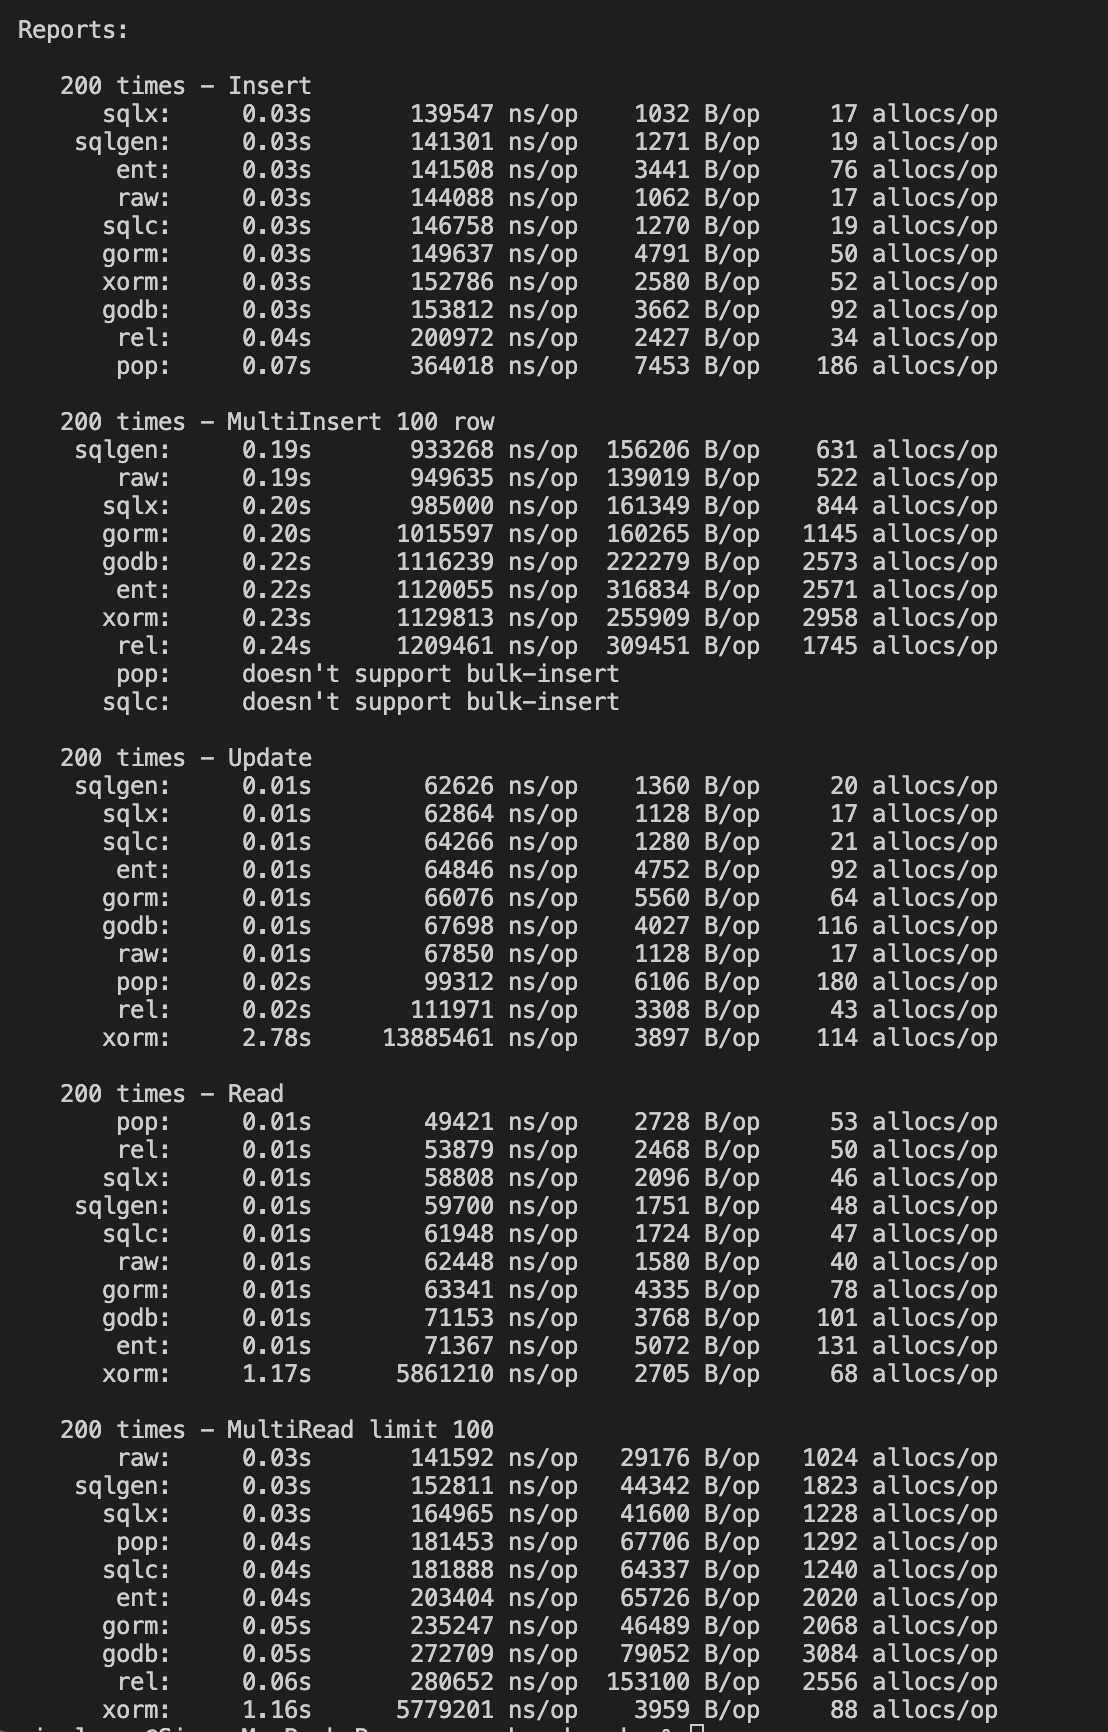 Reports:
200 times – Insert
sqlx: 0.03s 139547 ns/op 1032 B/op 17 allocs/op
sqlgen: 0.03s 141301 ns/op 1271 B/op 19 allocs/op
ent: 0.03s 141508 ns/op 3441 B/op 76 allocs/op
raw: 0.03s 144088 ns/op 1062 B/op 17 allocs/op
sqlc: 0.03s 146758 ns/op 1270 B/op 19 allocs/op
gorm: 0.03s 149637 ns/op 4791 B/op 50 allocs/op
xorm: 0.03s 152786 ns/op 2580 B/op 52 allocs/op
godb: 0.03s 153812 ns/op 3662 B/op 92 allocs/op
rel: 0.04s 200972 ns/op 2427 B/op 34 allocs/op
pop: 0.07s 364018 ns/op 7453 B/op 186 allocs/op
200 times – MultiInsert 100 row
sqlgen: 0.19s 933268 ns/op 156206 B/op 631 allocs/op
raw: 0.19s 949635 ns/op 139019 B/op 522 allocs/op
sqlx: 0.20s 985000 ns/op 161349 B/op 844 allocs/op
gorm: 0.20s 1015597 ns/op 160265 B/op 1145 allocs/op
godb: 0.22s 1116239 ns/op 222279 B/op 2573 allocs/op
ent: 0.22s 1120055 ns/op 316834 B/op 2571 allocs/op
xorm: 0.23s 1129813 ns/op 255909 B/op 2958 allocs/op
rel: 0.24s 1209461 ns/op 309451 B/op 1745 allocs/op
pop: doesn't support bulk-insert
sqlc: doesn't support bulk-insert
200 times – Update
sqlgen: 0.01s 62626 ns/op 1360 B/op 20 allocs/op
sqlx: 0.01s 62864 ns/op 1128 B/op 17 allocs/op
sqlc: 0.01s 64266 ns/op 1280 B/op 21 allocs/op
ent: 0.01s 64846 ns/op 4752 B/op 92 allocs/op
gorm: 0.01s 66076 ns/op 5560 B/op 64 allocs/op
godb: 0.01s 67698 ns/op 4027 B/op 116 allocs/op
raw: 0.01s 67850 ns/op 1128 B/op 17 allocs/op
pop: 0.02s 99312 ns/op 6106 B/op 180 allocs/op
rel: 0.02s 111971 ns/op 3308 B/op 43 allocs/op
xorm: 2.78s 13885461 ns/op 3897 B/op 114 allocs/op
200 times – Read
pop: 0.01s 49421 ns/op 2728 B/op 53 allocs/op
rel: 0.01s 53879 ns/op 2468 B/op 50 allocs/op
sqlx: 0.01s 58808 ns/op 2096 B/op 46 allocs/op
sqlgen: 0.01s 59700 ns/op 1751 B/op 48 allocs/op
sqlc: 0.01s 61948 ns/op 1724 B/op 47 allocs/op
raw: 0.01s 62448 ns/op 1580 B/op 40 allocs/op
gorm: 0.01s 63341 ns/op 4335 B/op 78 allocs/op
godb: 0.01s 71153 ns/op 3768 B/op 101 allocs/op
ent: 0.01s 71367 ns/op 5072 B/op 131 allocs/op
xorm: 1.17s 5861210 ns/op 2705 B/op 68 allocs/op
200 times – MultiRead limit 100
raw: 0.03s 141592 ns/op 29176 B/op 1024 allocs/op
sqlgen: 0.03s 152811 ns/op 44342 B/op 1823 allocs/op
sqlx: 0.03s 164965 ns/op 41600 B/op 1228 allocs/op
pop: 0.04s 181453 ns/op 67706 B/op 1292 allocs/op
sqlc: 0.04s 181888 ns/op 64337 B/op 1240 allocs/op
ent: 0.04s 203404 ns/op 65726 B/op 2020 allocs/op
gorm: 0.05s 235247 ns/op 46489 B/op 2068 allocs/op
godb: 0.05s 272709 ns/op 79052 B/op 3084 allocs/op
rel: 0.06s 280652 ns/op 153100 B/op 2556 allocs/op
xorm: 1.16s 5779201 ns/op 3959 B/op 88 allocs/op